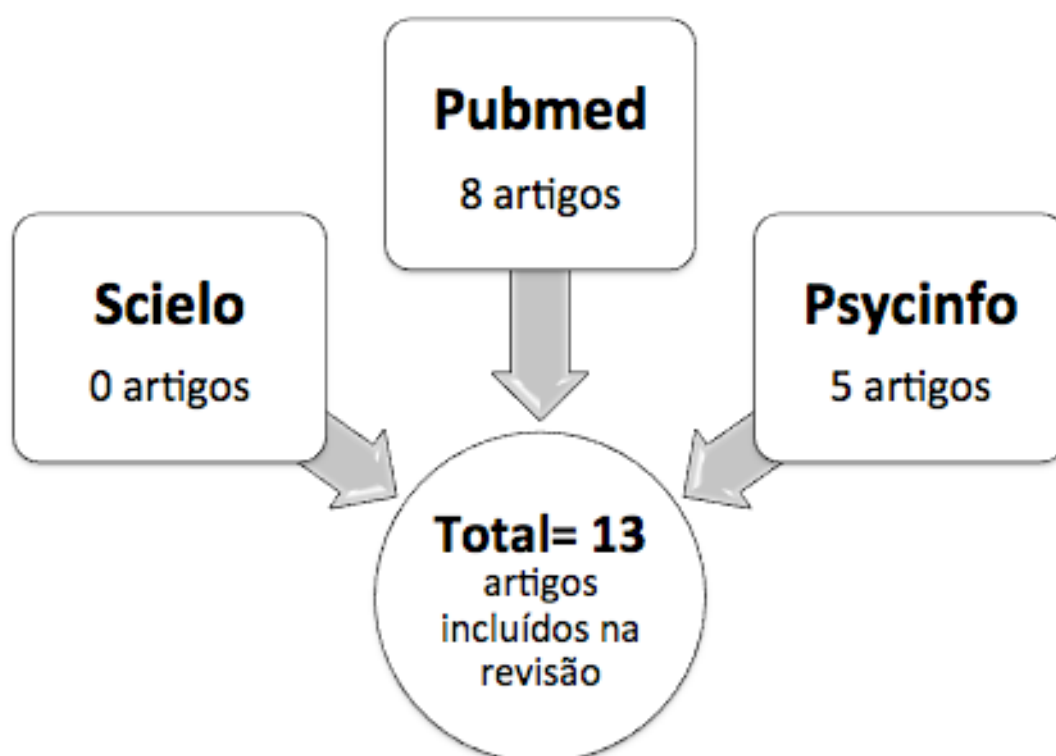 Pubmed
8 artigos
Scielo
0 artigos
Psycinfo
5 artigos
Total= 13
artigos
incluídos na
revisão